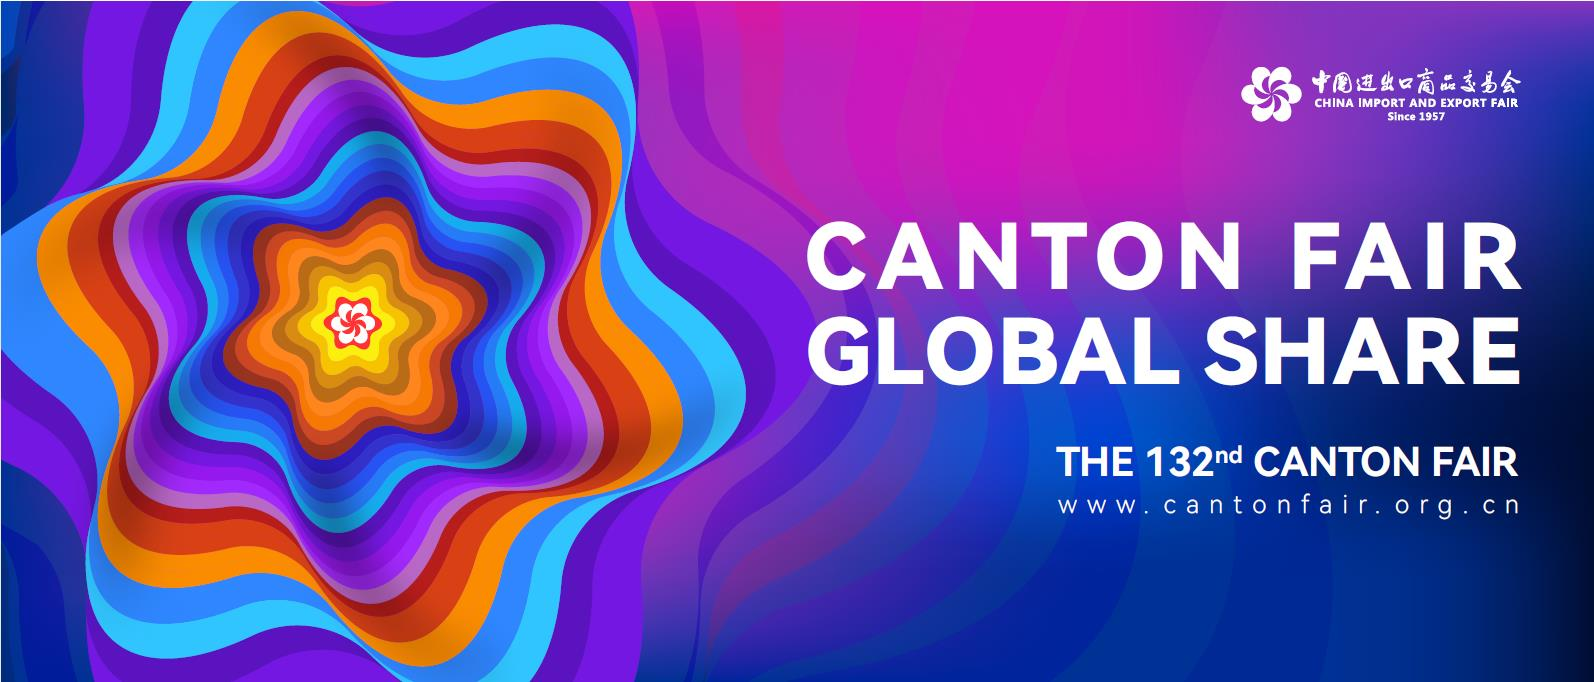 中国进出口商品交易会
CHINA IMPORT AND EXPORT FAIR
Since 1957
CANTON FAIR
GLOBAL SHARE
THE 132nd CANTON FAIR
www.cantonfair.org.cn